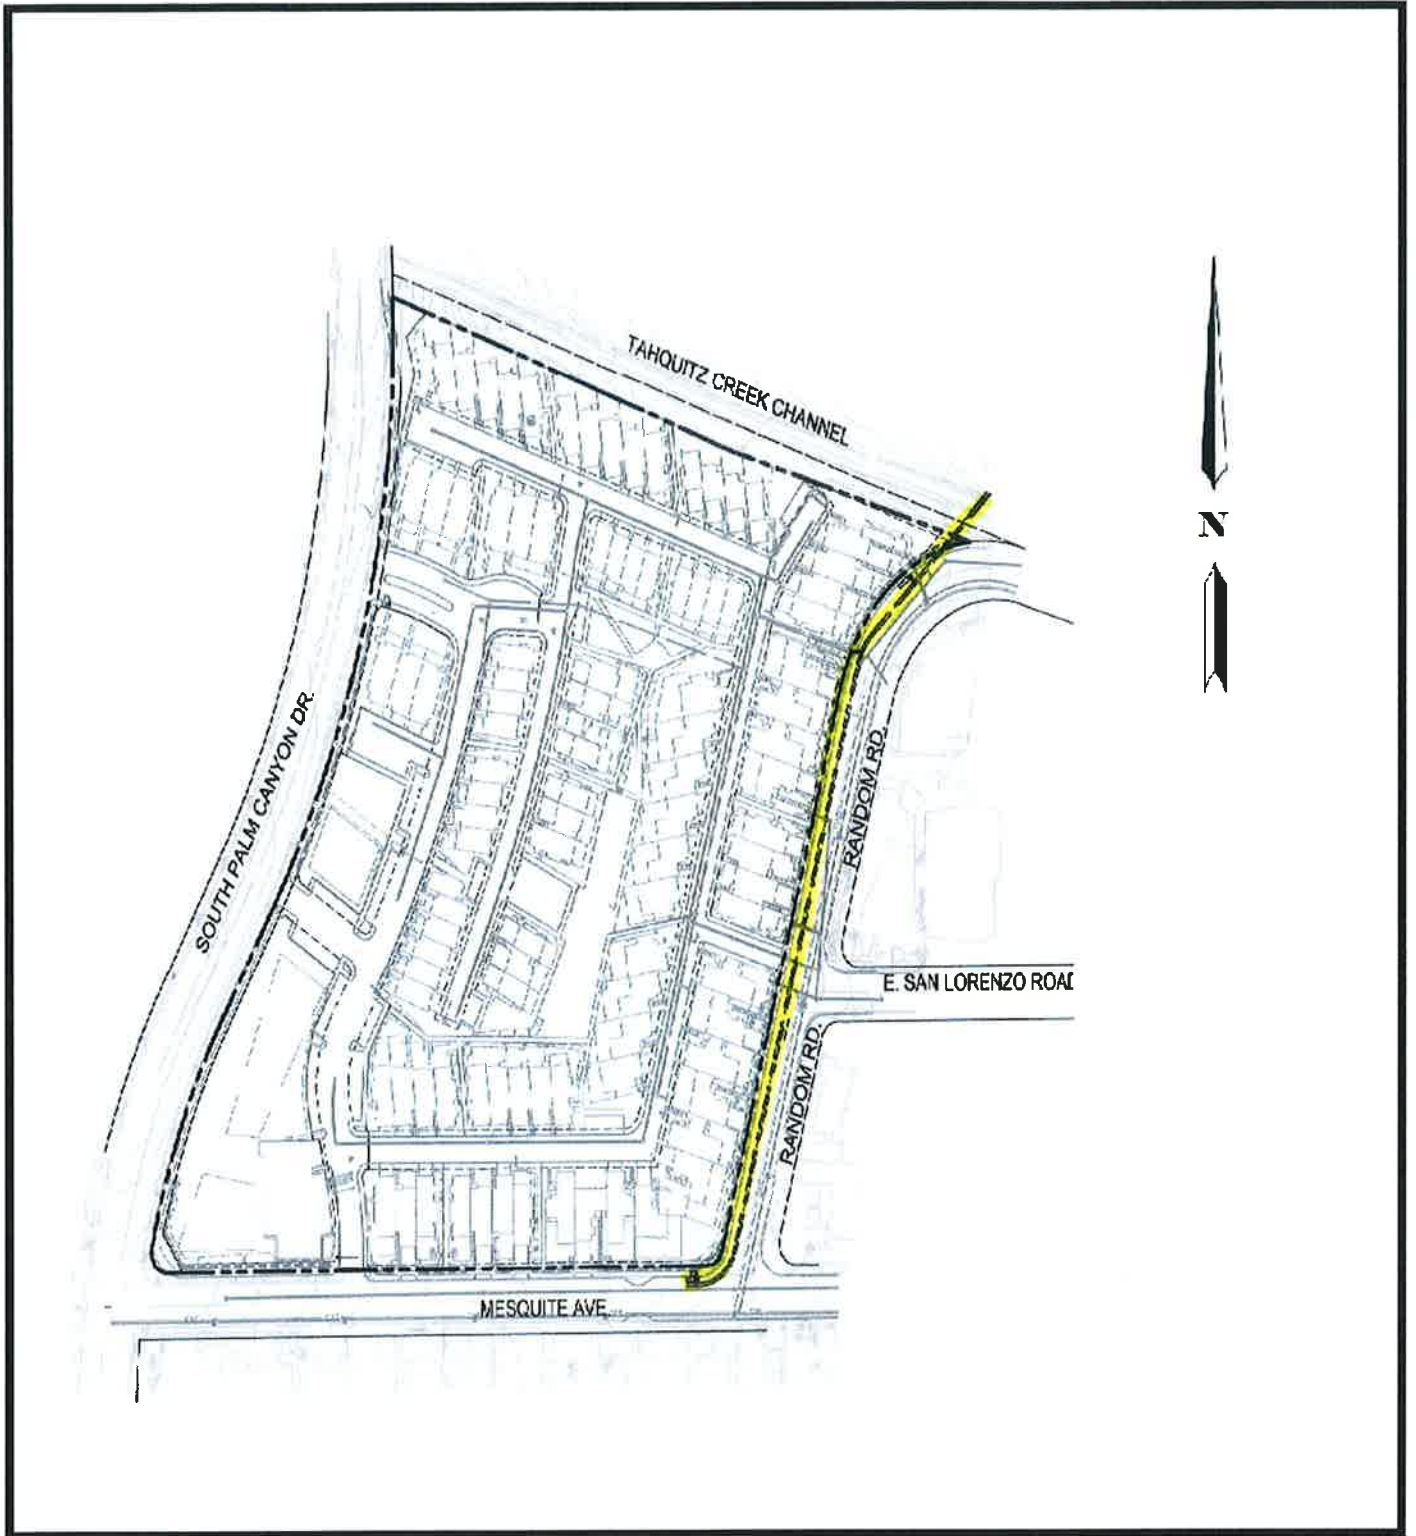 TAHQUITZ CREEK CHANNEL
N
SOUTH PALM CANYON DR.
RANDOM RD.
E. SAN LORENZO ROAD
RANDOM RD.
MESQUITE AVE.